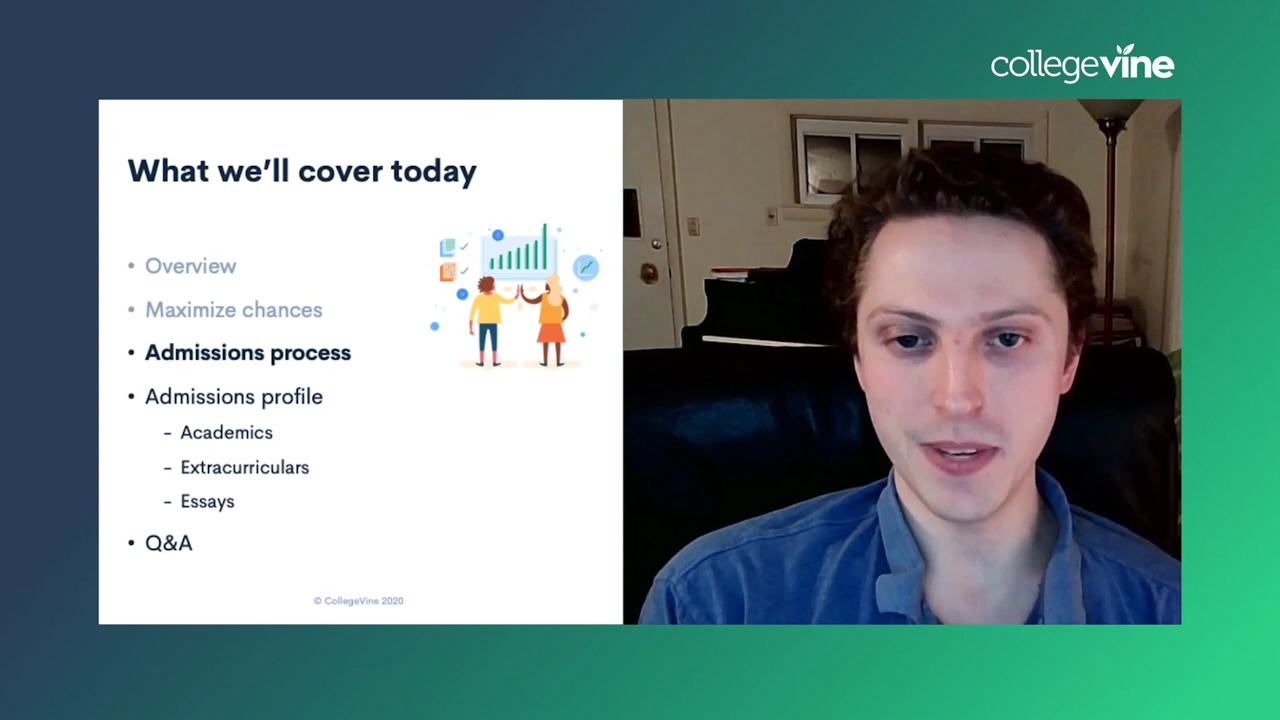 collegevine
What we’ll cover today
• Overview
• Maximize chances
• Admissions process
• Admissions profile
- Academics
- Extracurriculars
- Essays
• Q&A
© CollegeVine 2020